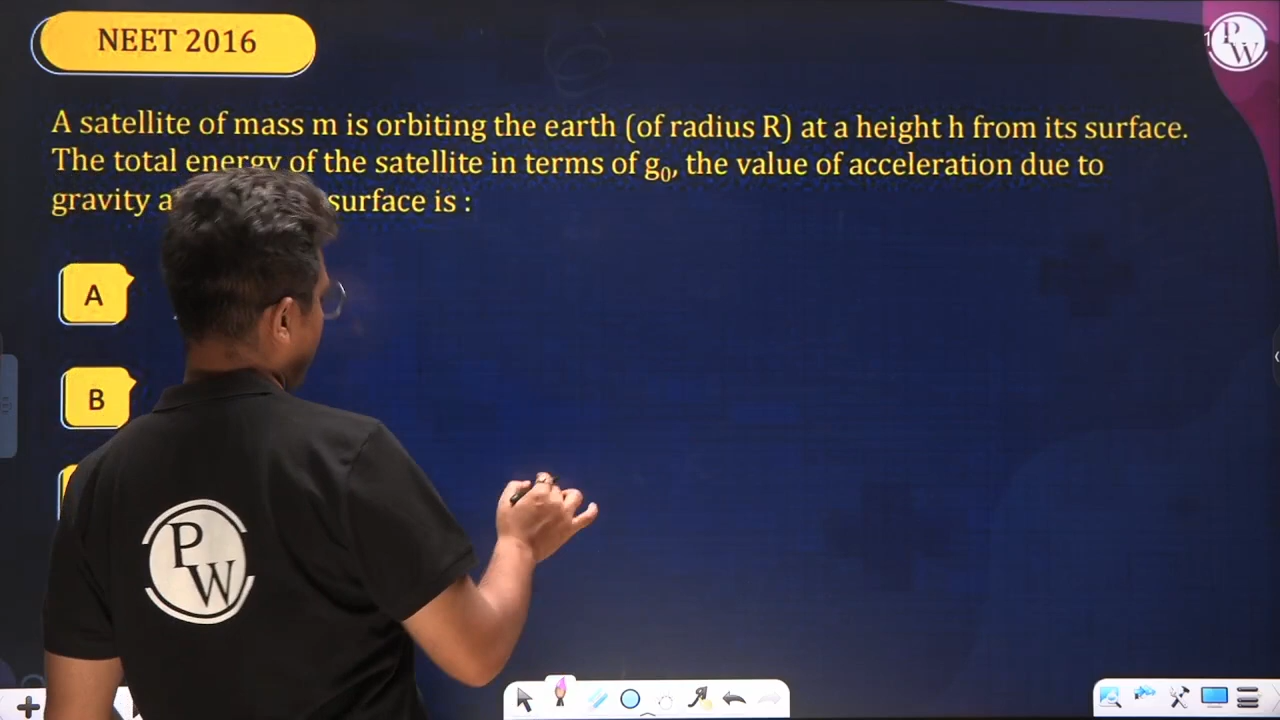 NEET 2016
A satellite of mass m is orbiting the earth (of radius R) at a height h from its surface.
The total energy of the satellite in terms of g₀, the value of acceleration due to
gravity surface is :
A
B
PW
PW